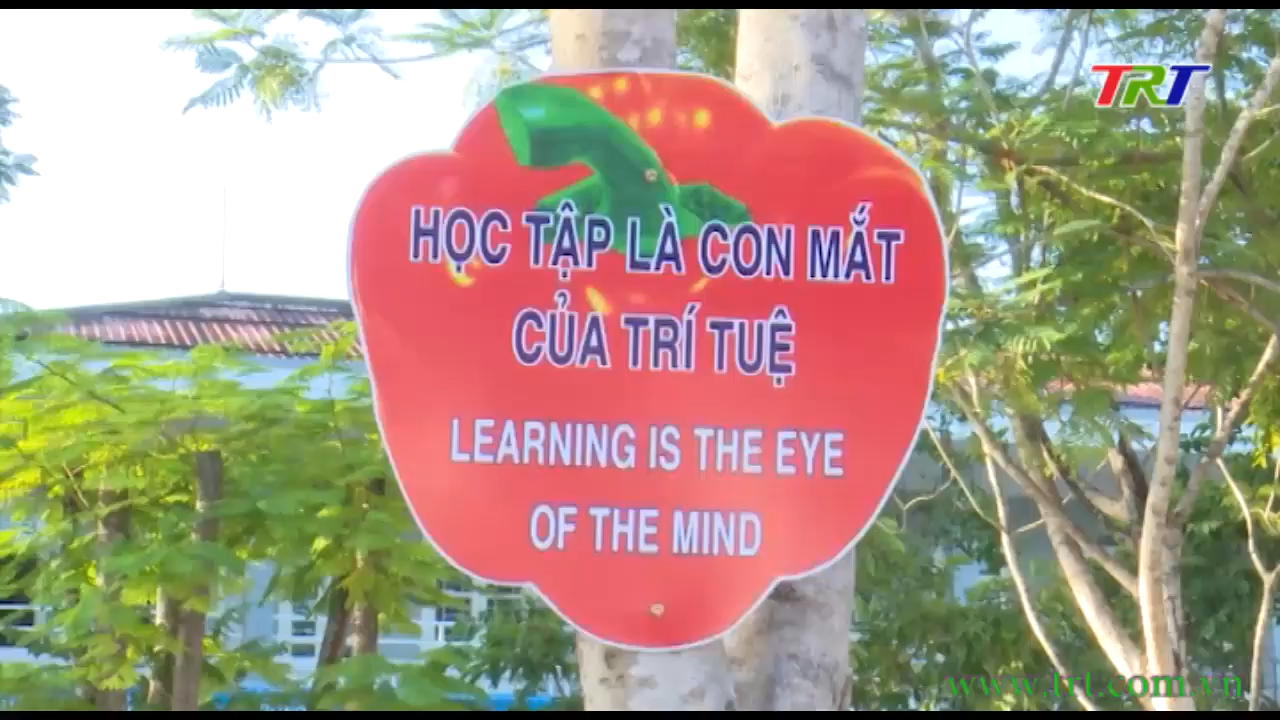 TRT
HỌC TẬP LÀ CON MẮT
CỦA TRÍ TUỆ
LEARNING IS THE EYE
OF THE MIND
www.trt.com.vn